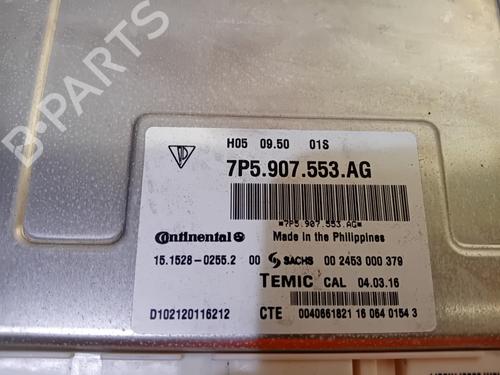 B-PARTS
H05 09.50 01S
7P5.907.553.AG
*7P5.907.553.AG*
Continental Made in the Philippines
15.1528-0255.2 00 SACHS 00 2453 000 379
TEMIC CAL 04.03.16
D102120116212 CTE 0040661821 16 064 0154 3